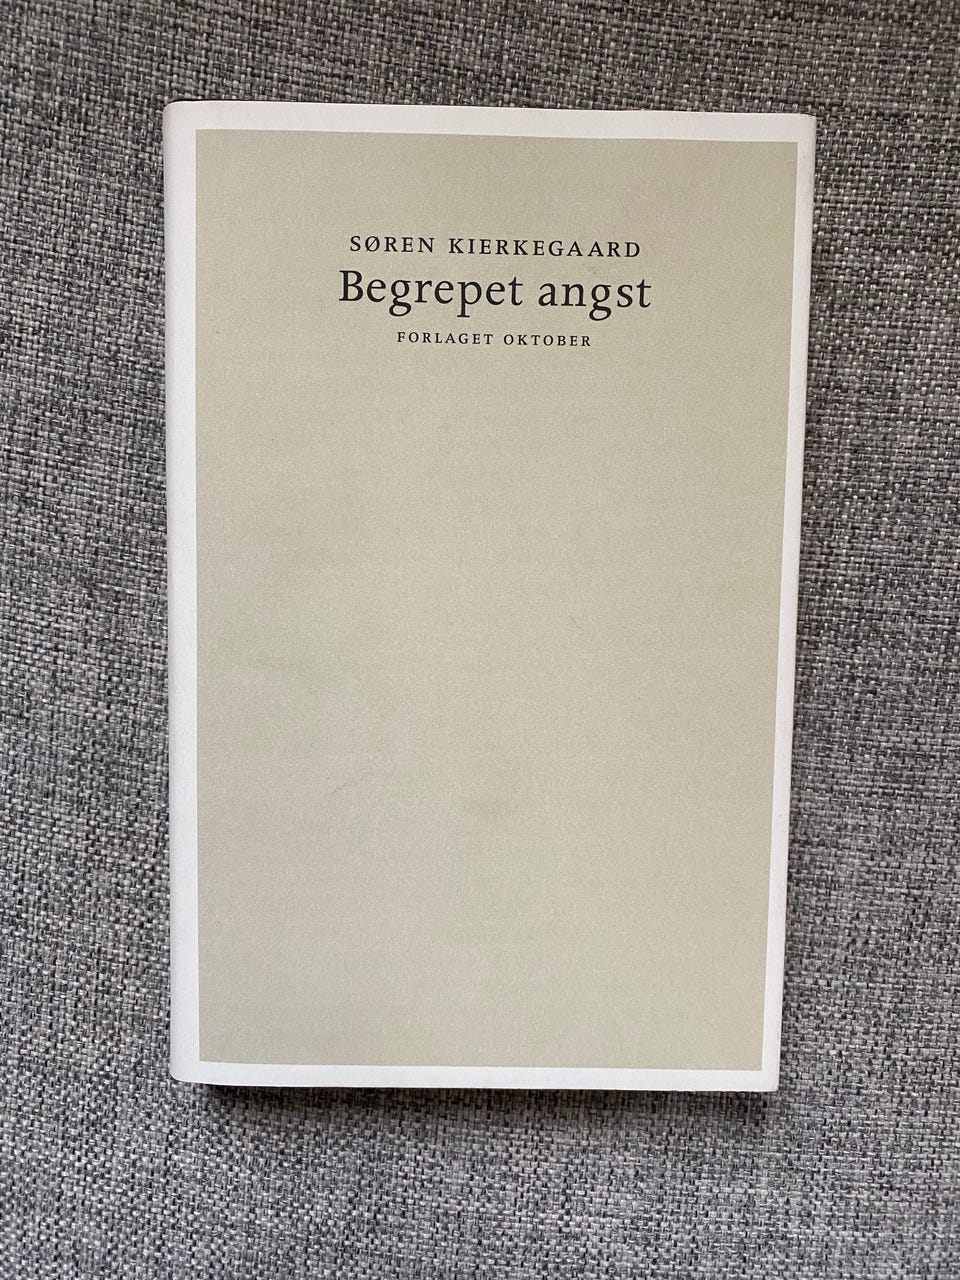 SØREN KIERKEGAARD
Begrepet angst
FORLAGET OKTOBER